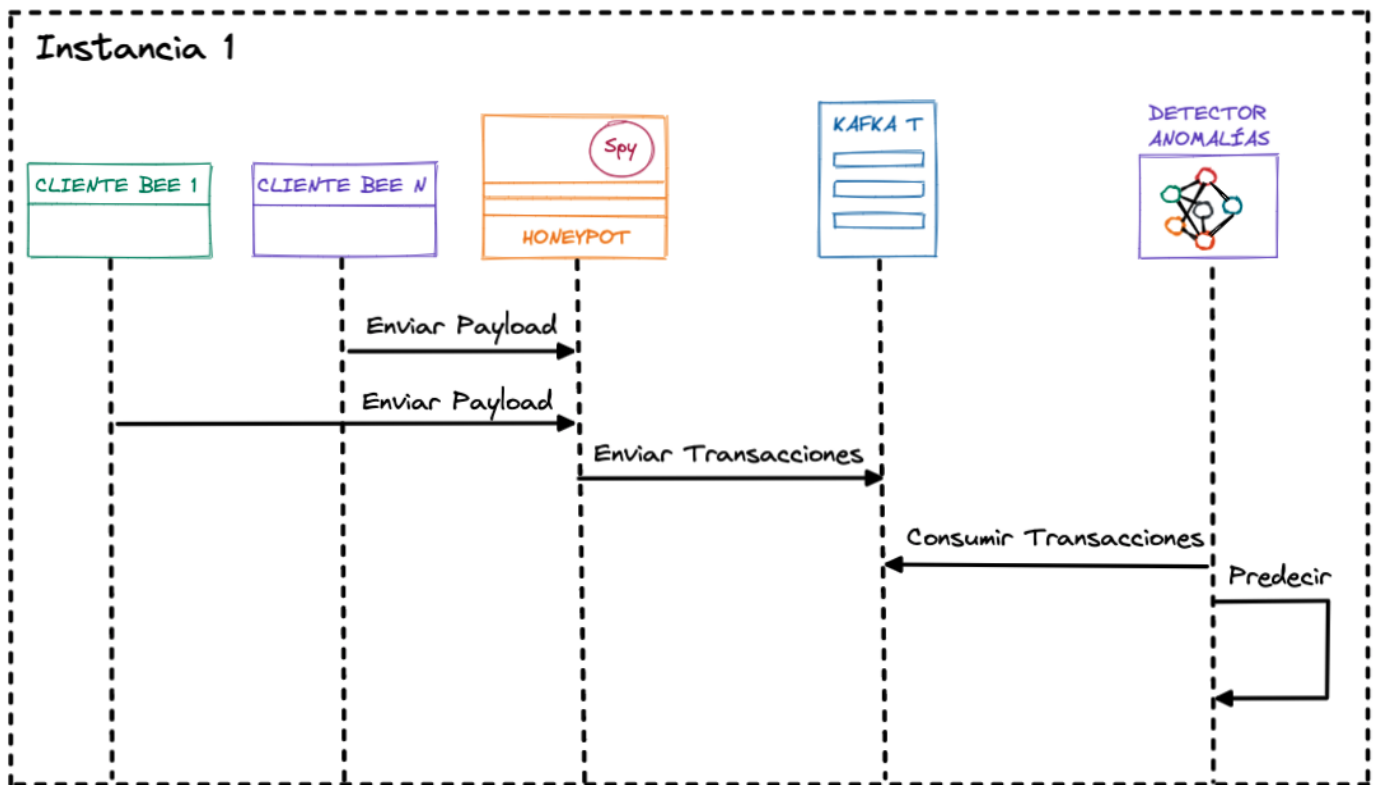 Instancia 1
Spy
KAFKA T
DETECTOR
ANOMALÍAS
CLIENTE BEE 1
CLIENTE BEE N
HONEYPOT
Enviar Payload
Enviar Payload
Enviar Transacciones
Consumir Transacciones
Predecir